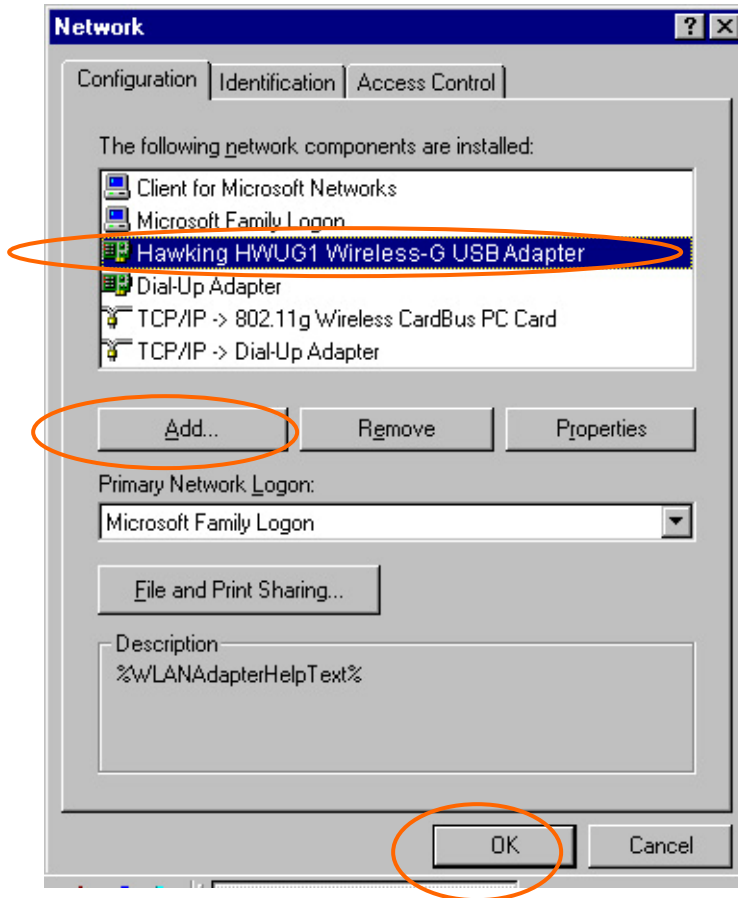 Network
Configuration Identification Access Control
The following network components are installed:
Client for Microsoft Networks
Microsoft Family Logon
Hawking HWUG1 Wireless-G USB Adapter
Dial-Up Adapter
TCP/IP -> 802.11g Wireless CardBus PC Card
TCP/IP -> Dial-Up Adapter
Add... Remove Properties
Primary Network Logon:
Microsoft Family Logon
File and Print Sharing...
Description
%WLANAdapterHelpText%
OK Cancel